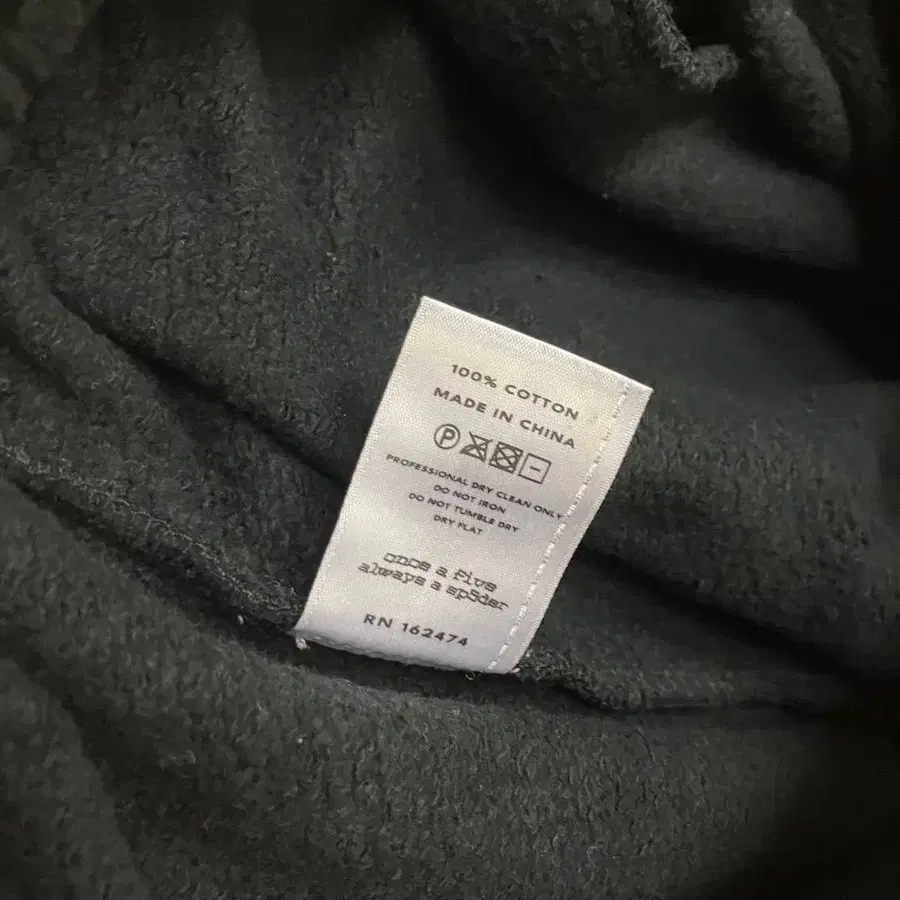 100% COTTON
MADE IN CHINA
P
PROFESSIONAL DRY CLEAN ONLY
DO NOT IRON
DO NOT TUMBLE DRY
DRY FLAT
once a five
always a sp5der
RN 162474